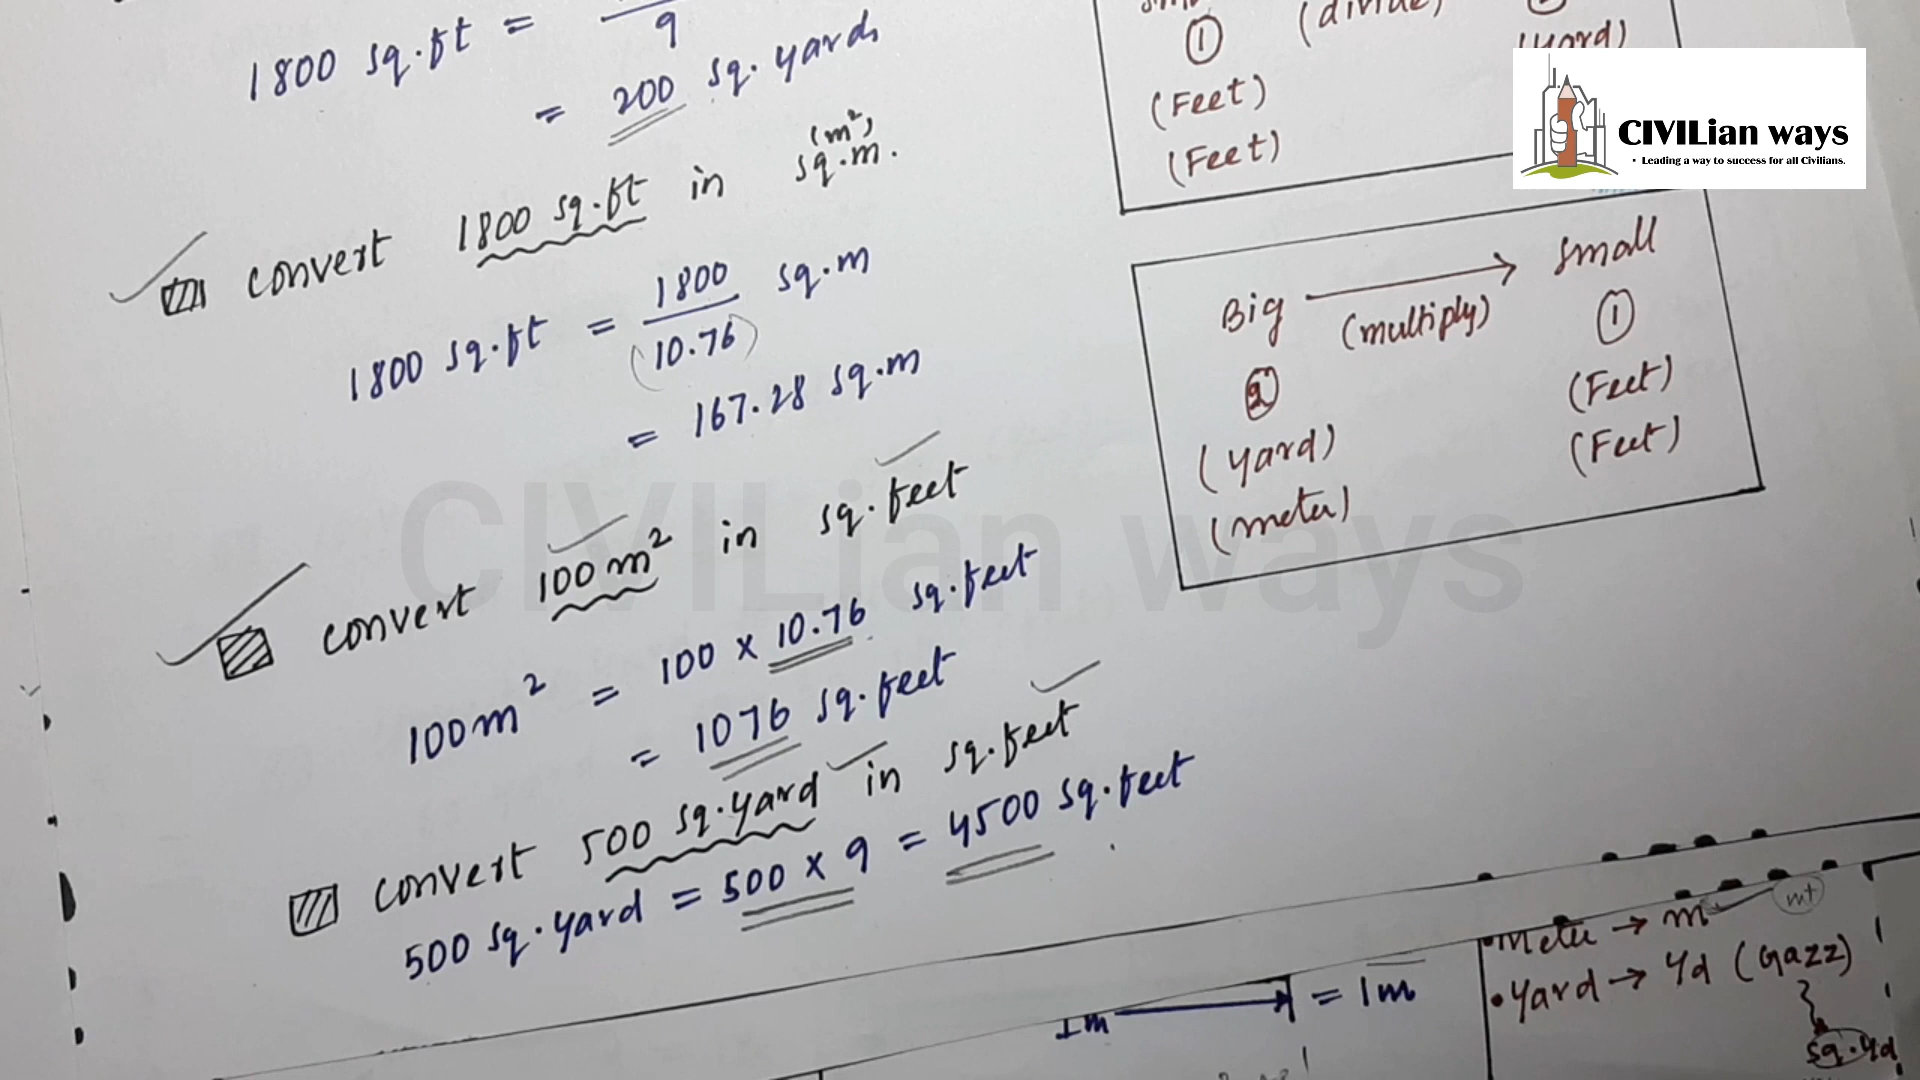 1800 sq.ft = 9
= 200 sq. yards
convert 1800 sq.ft in sq.m. (m²)
1800 sq.ft = 1800/10.76 sq.m
(10.76)
= 167.28 sq.m
convert 100m² in sq.feet
100m² = 100 x 10.76 sq.feet
= 1076 sq.feet
convert 500 sq.yard in sq.feet
500 sq.yard = 500 x 9 = 4500 sq.feet
① (divide)
(Feet) (yard)
(Feet)
CIVILian ways
• Leading a way to success for all Civilians.
Big → small
(multiply)
② ①
(yard) (Feet)
(meter) (Feet)
CIVILian ways
1m = 1m
• Meter → m mt
• Yard → Yd (Gazz)
sq.yd